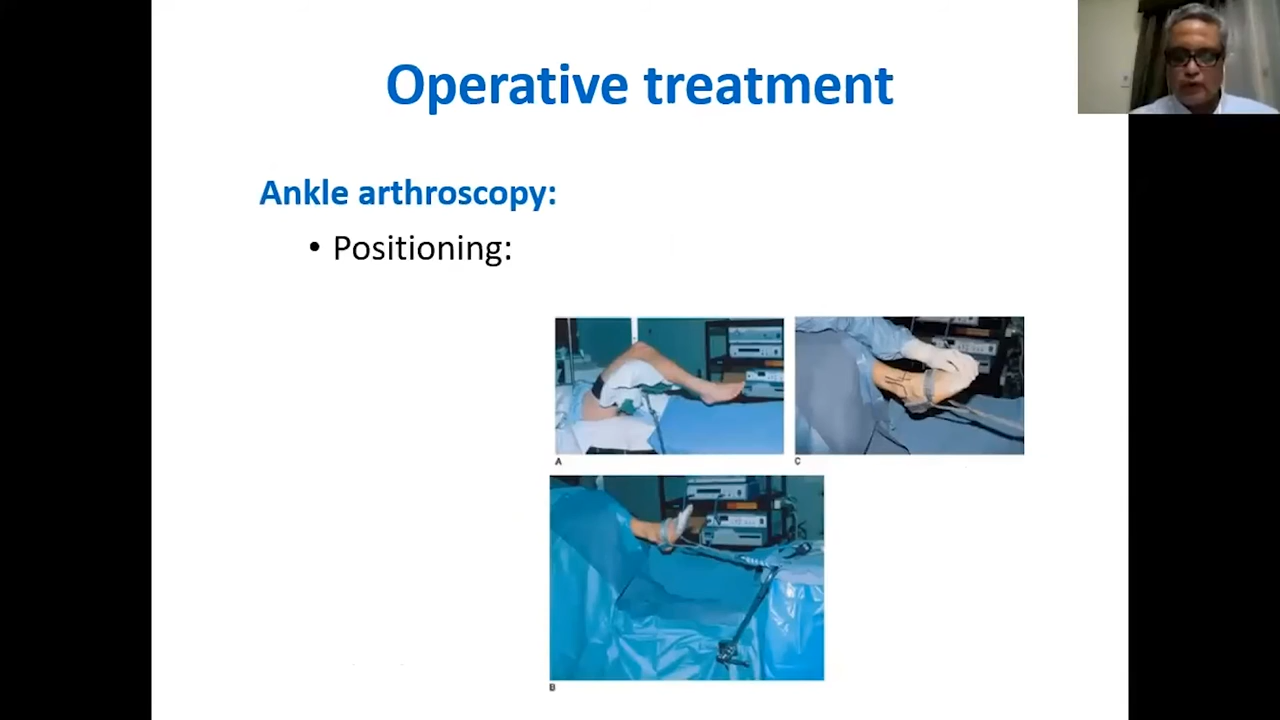 Operative treatment
Ankle arthroscopy:
• Positioning:
A
C
B